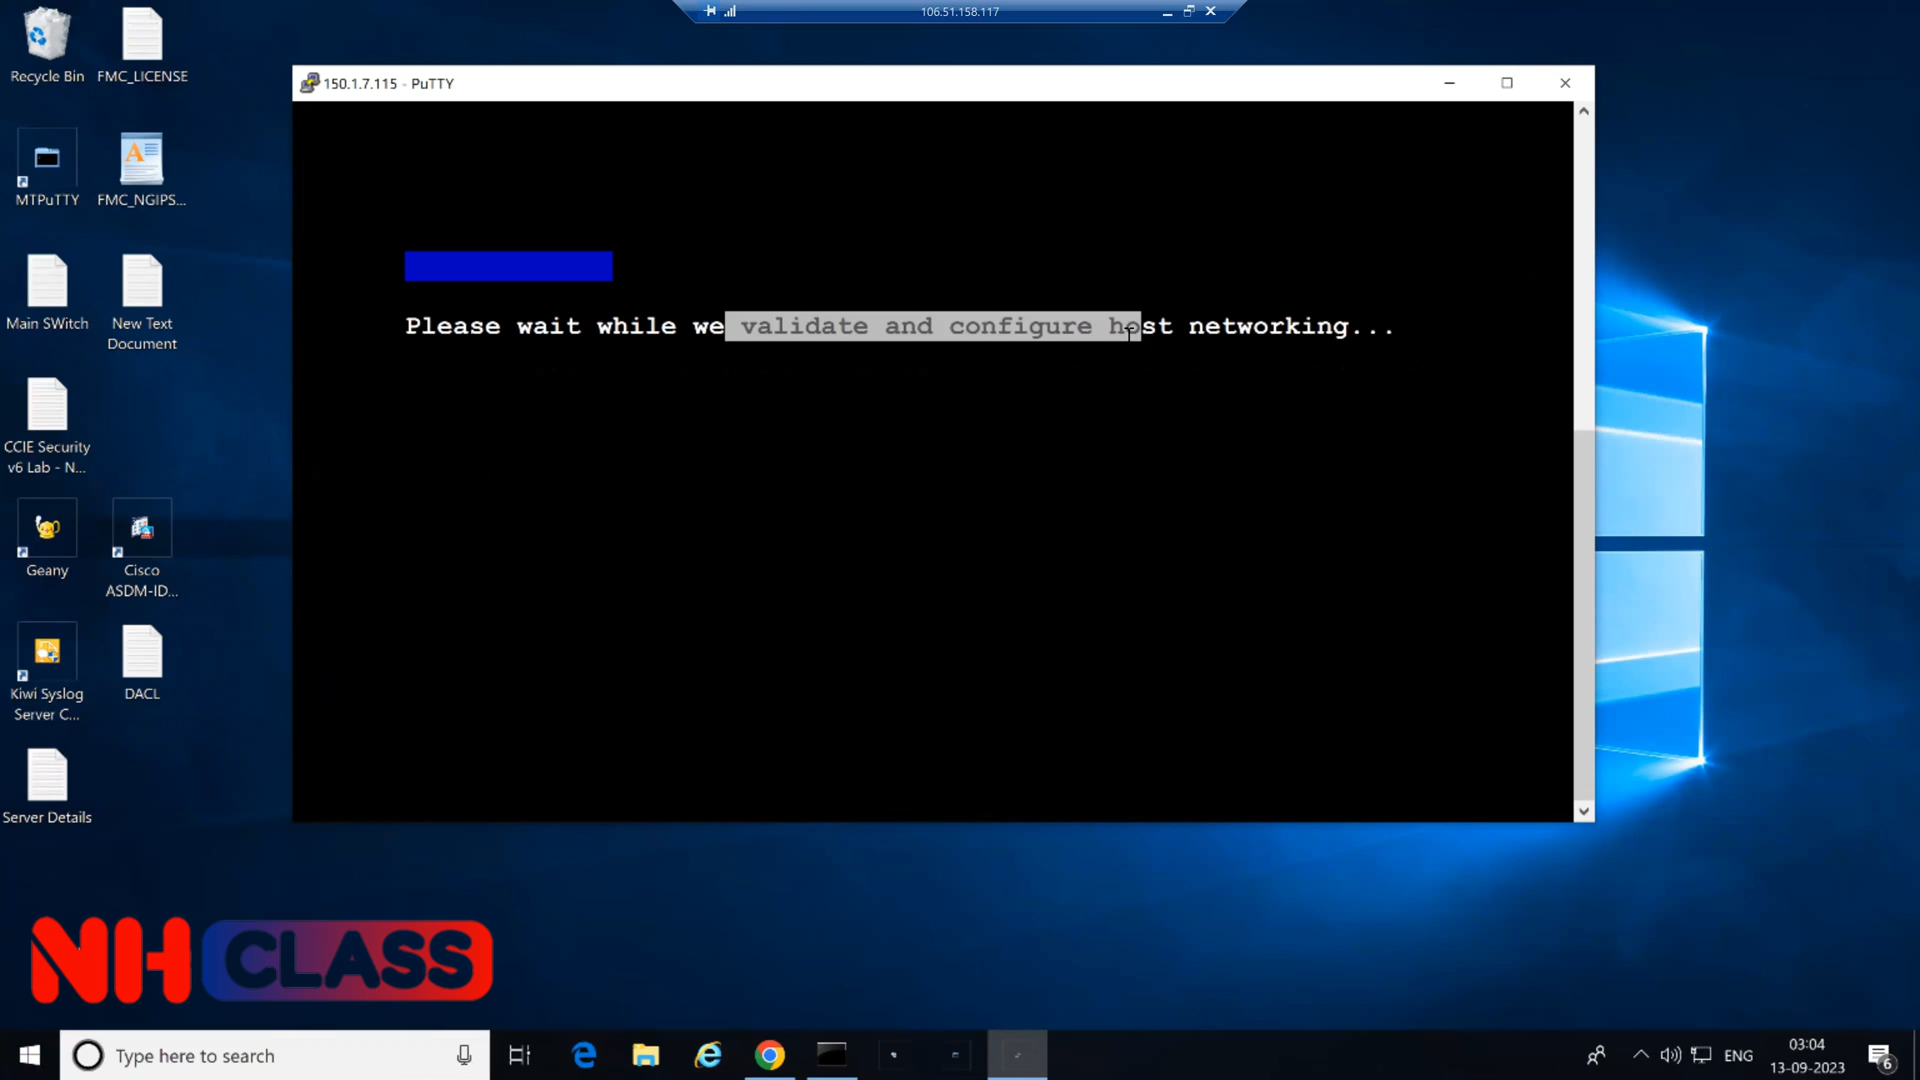 106.51.158.117
Recycle Bin
FMC_LICENSE
150.1.7.115 - PuTTY
MTPuTTY
FMC_NGIPS...
Please wait while we validate and configure host networking...
Main SWitch
New Text
Document
CCIE Security
v6 Lab - N...
Geany
Cisco
ASDM-ID...
Kiwi Syslog
Server C...
DACL
Server Details
NH CLASS
Type here to search
ENG
03:04
13-09-2023
6